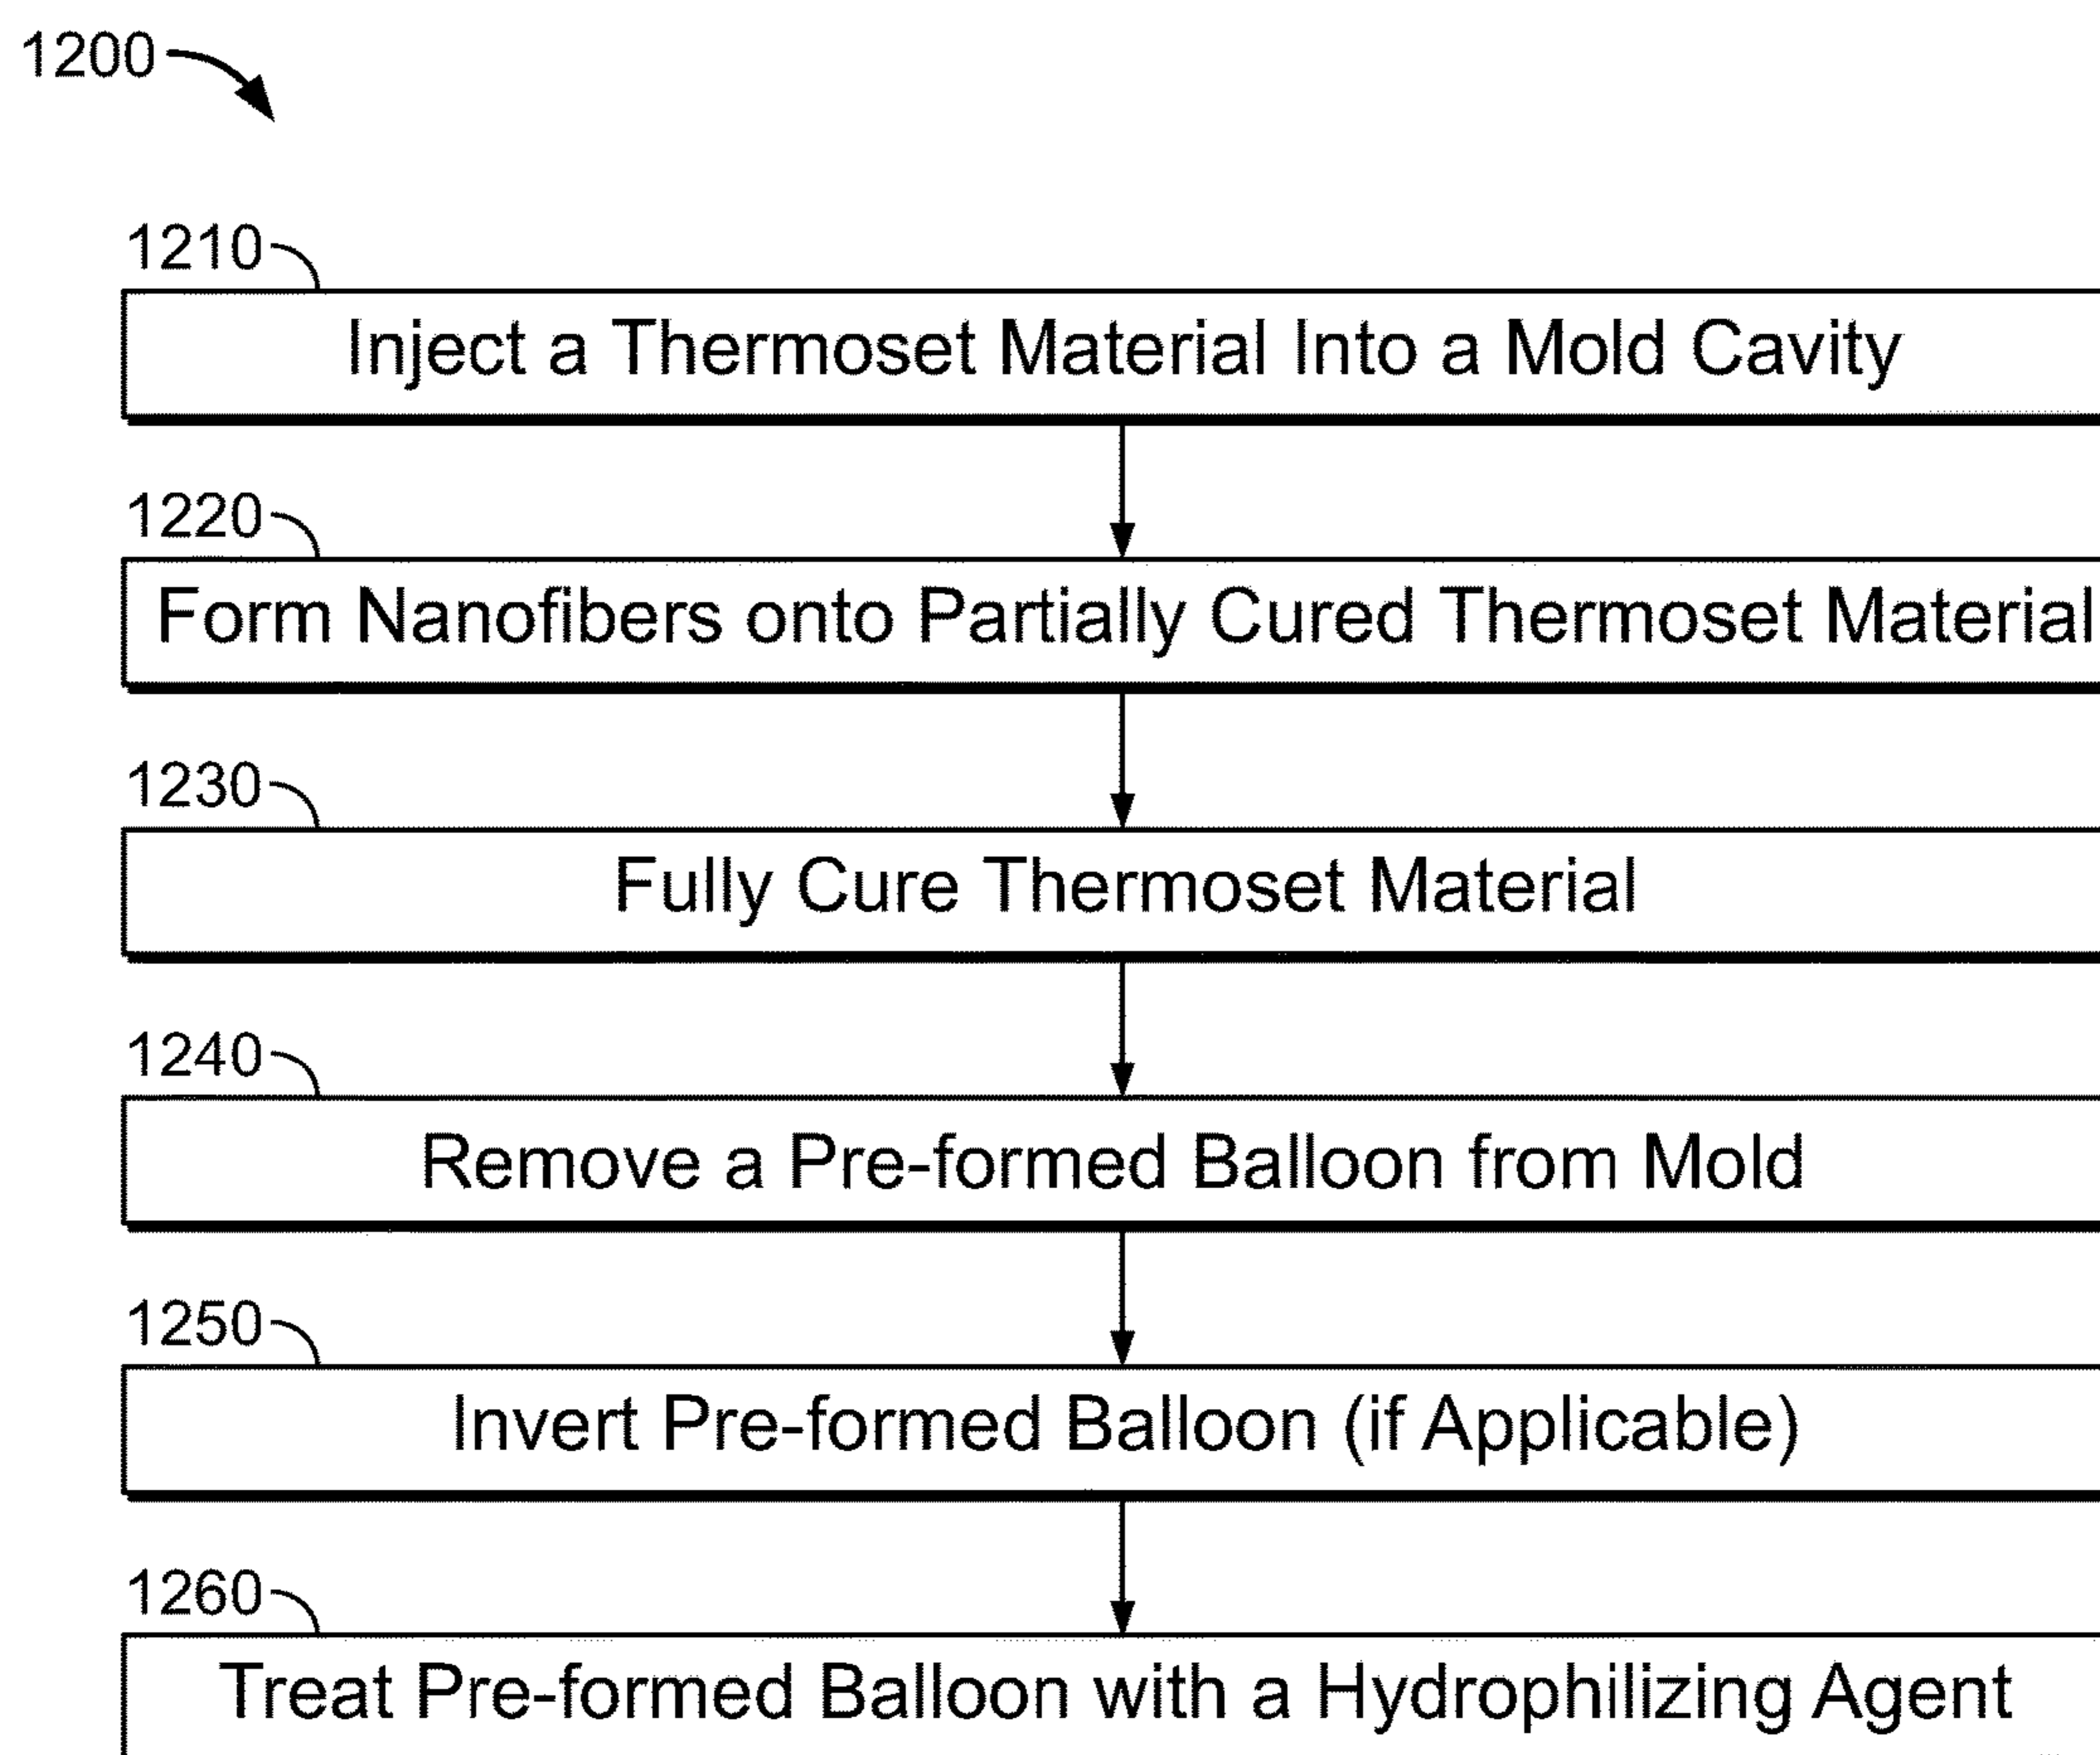 1200
1210
Inject a Thermoset Material Into a Mold Cavity
1220
Form Nanofibers onto Partially Cured Thermoset Material
1230
Fully Cure Thermoset Material
1240
Remove a Pre-formed Balloon from Mold
1250
Invert Pre-formed Balloon (if Applicable)
1260
Treat Pre-formed Balloon with a Hydrophilizing Agent